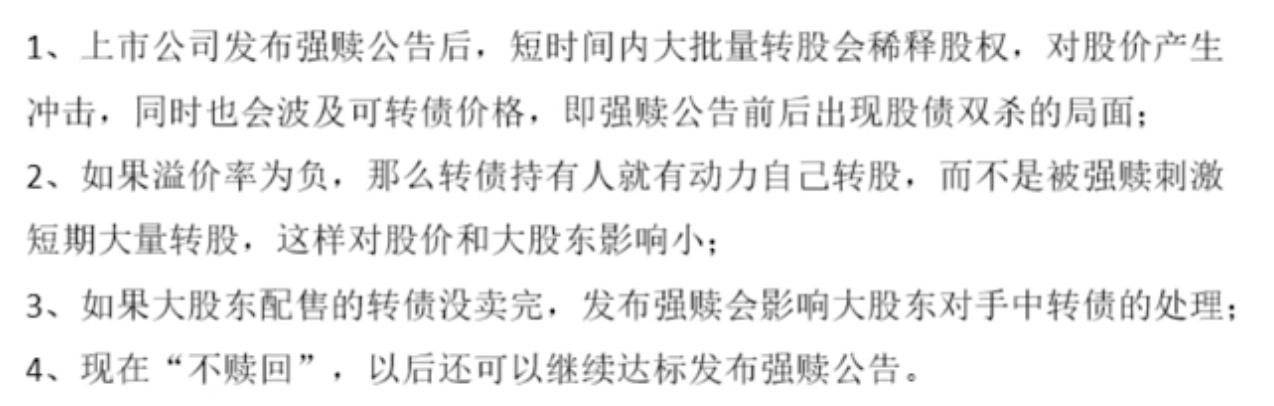 1、上市公司发布强赎公告后，短时间内大批量转股会稀释股权，对股价产生
冲击，同时也会波及可转债价格，即强赎公告前后出现股债双杀的局面；
2、如果溢价率为负，那么转债持有人就有动力自己转股，而不是被强赎刺激
短期大量转股，这样对股价和大股东影响小；
3、如果大股东配售的转债没卖完，发布强赎会影响大股东对手中转债的处理；
4、现在“不赎回”，以后还可以继续达标发布强赎公告。